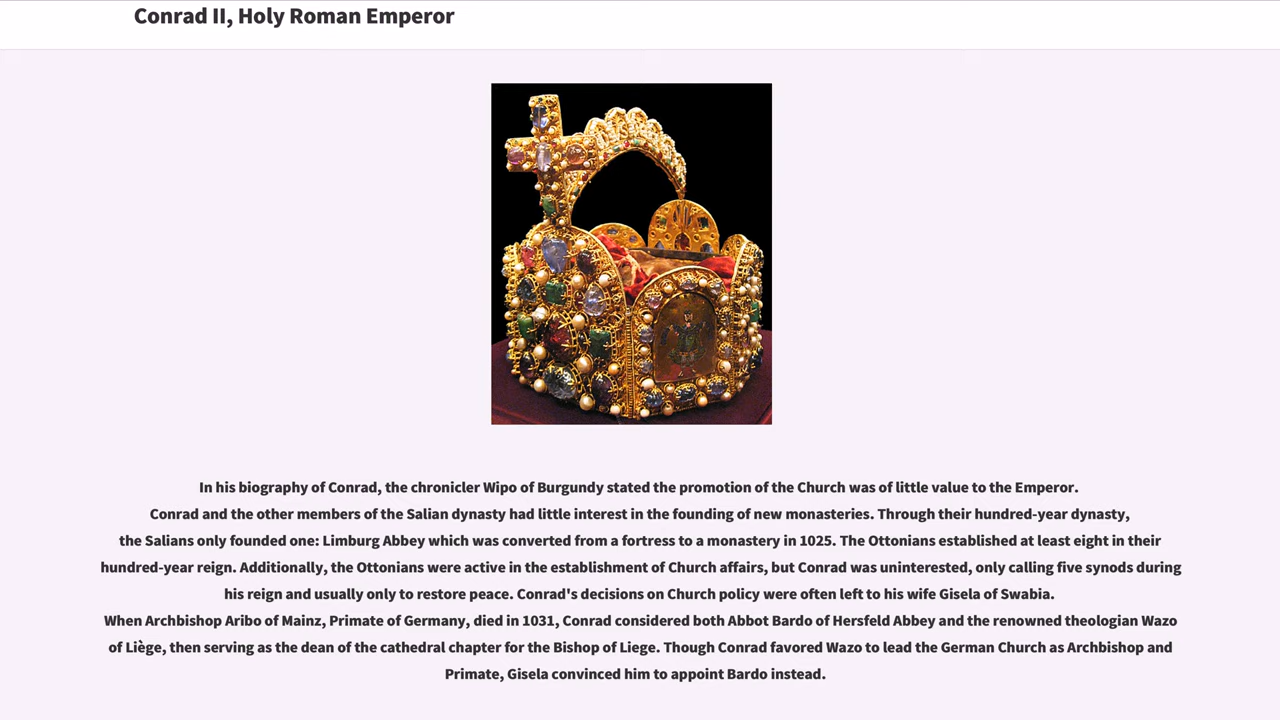 Conrad II, Holy Roman Emperor
In his biography of Conrad, the chronicler Wipo of Burgundy stated the promotion of the Church was of little value to the Emperor.
Conrad and the other members of the Salian dynasty had little interest in the founding of new monasteries. Through their hundred-year dynasty,
the Salians only founded one: Limburg Abbey which was converted from a fortress to a monastery in 1025. The Ottonians established at least eight in their
hundred-year reign. Additionally, the Ottonians were active in the establishment of Church affairs, but Conrad was uninterested, only calling five synods during
his reign and usually only to restore peace. Conrad's decisions on Church policy were often left to his wife Gisela of Swabia.
When Archbishop Aribo of Mainz, Primate of Germany, died in 1031, Conrad considered both Abbot Bardo of Hersfeld Abbey and the renowned theologian Wazo
of Liège, then serving as the dean of the cathedral chapter for the Bishop of Liege. Though Conrad favored Wazo to lead the German Church as Archbishop and
Primate, Gisela convinced him to appoint Bardo instead.